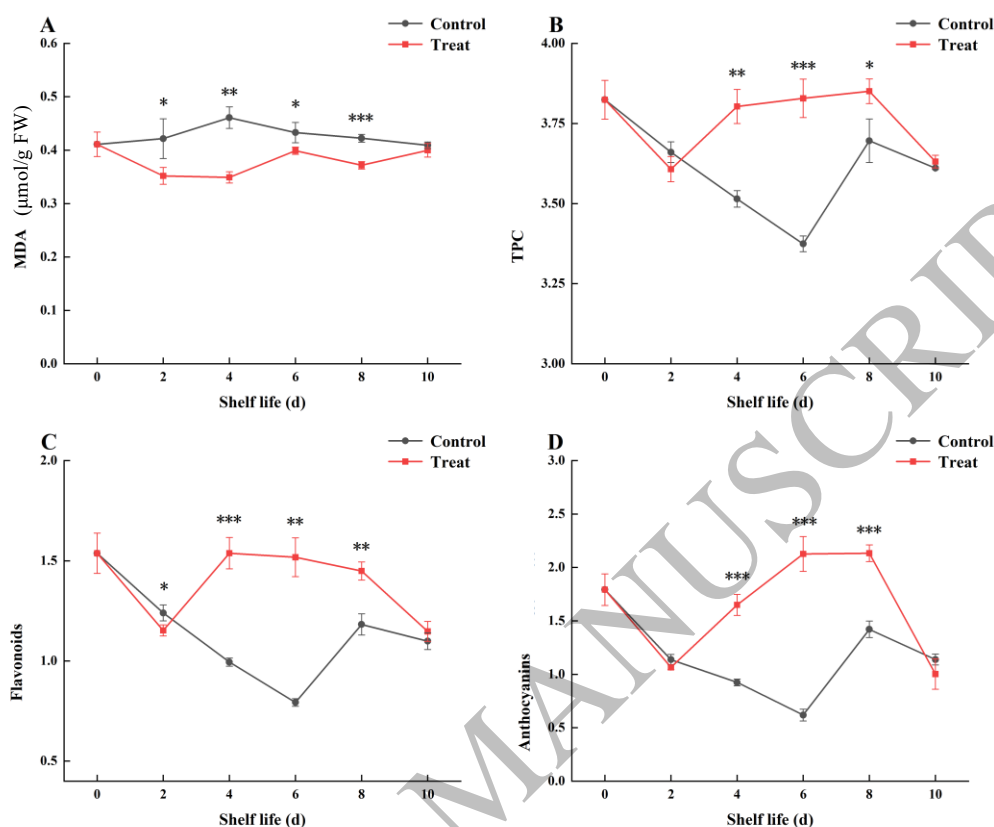 A
Control
Treat
0.6
0.5
0.4
0.3
0.2
0.1
0.0
MDA (μmol/g FW)
* ** * ***
0 2 4 6 8 10
Shelf life (d)
B
Control
Treat
4.00
3.75
3.50
3.25
3.00
TPC
** *** *
0 2 4 6 8 10
Shelf life (d)
C
Control
Treat
2.0
1.5
1.0
0.5
Flavonoids
* *** ** **
0 2 4 6 8 10
Shelf life (d)
D
Control
Treat
3.0
2.5
2.0
1.5
1.0
0.5
0.0
Anthocyanins
*** *** ***
0 2 4 6 8 10
Shelf life (d)
MANUSCRIP